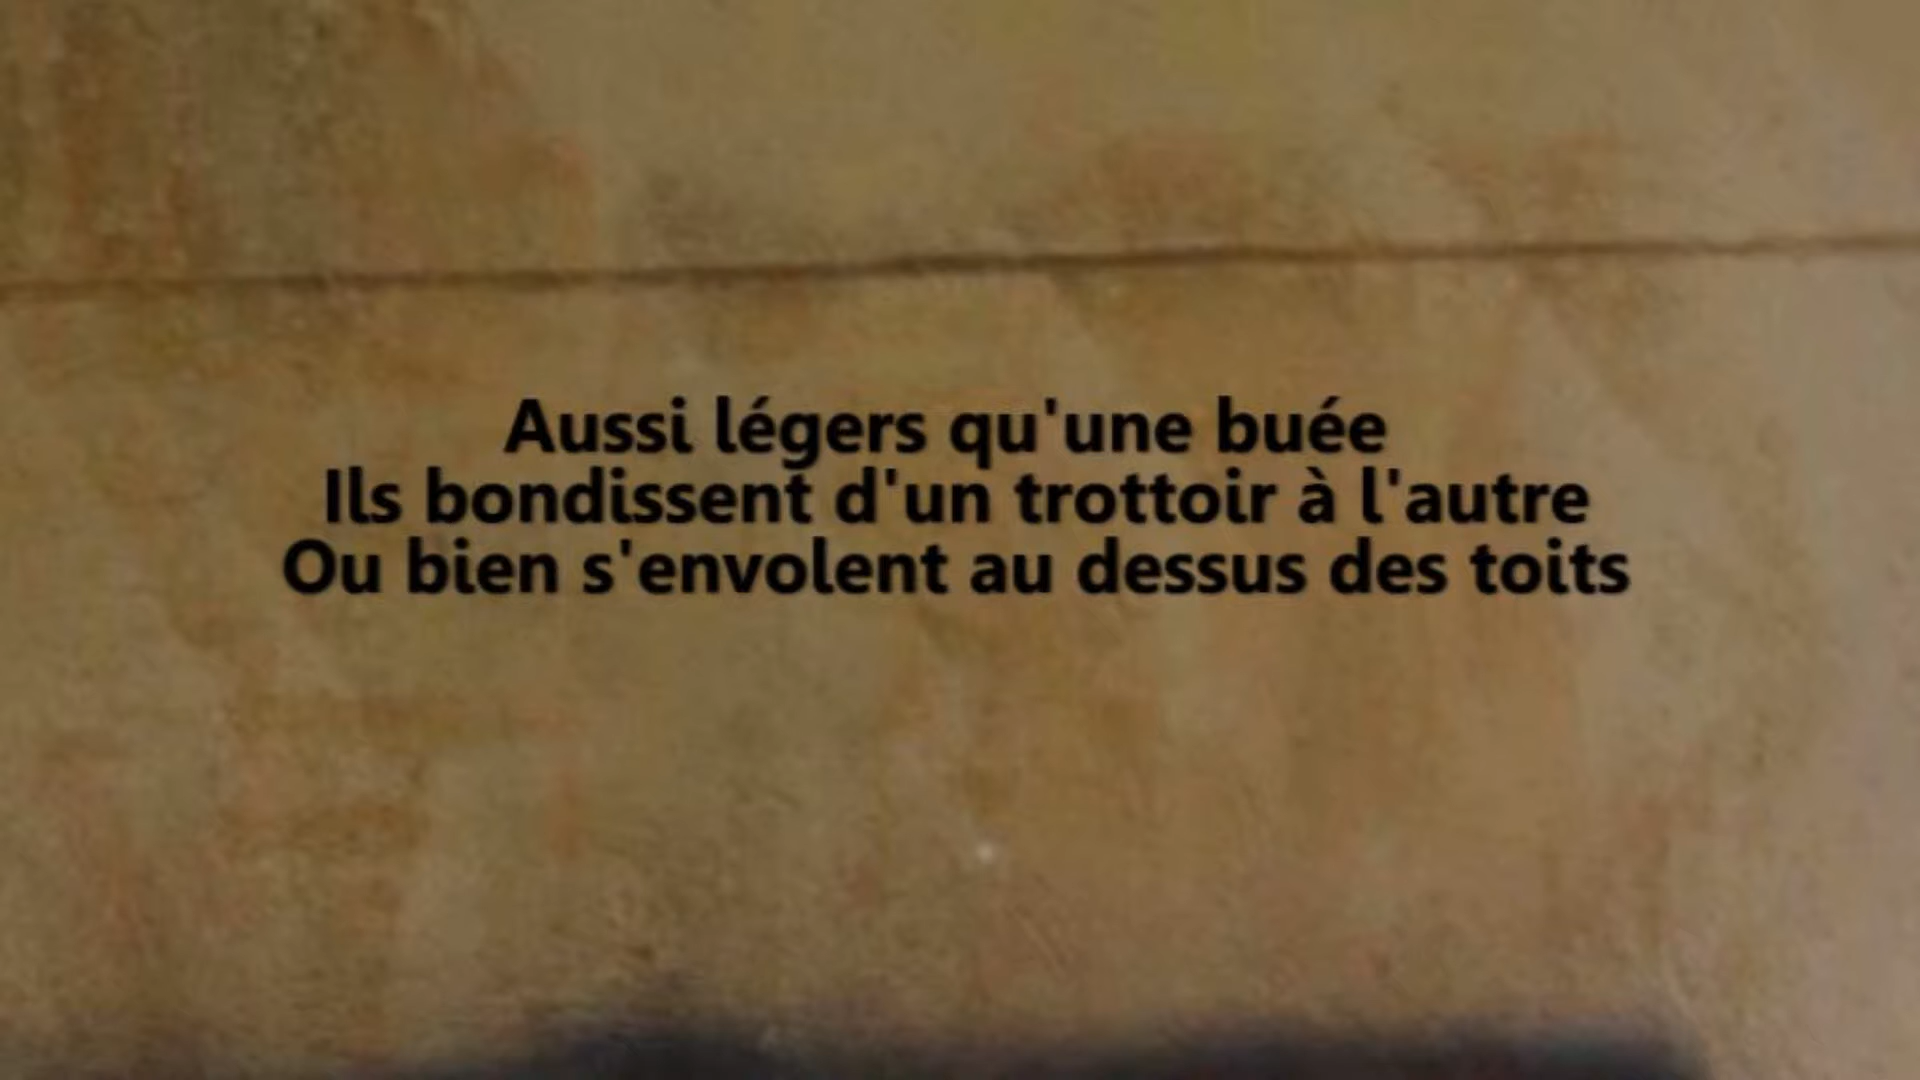 Aussi légers qu'une buée
Ils bondissent d'un trottoir à l'autre
Ou bien s'envolent au dessus des toits